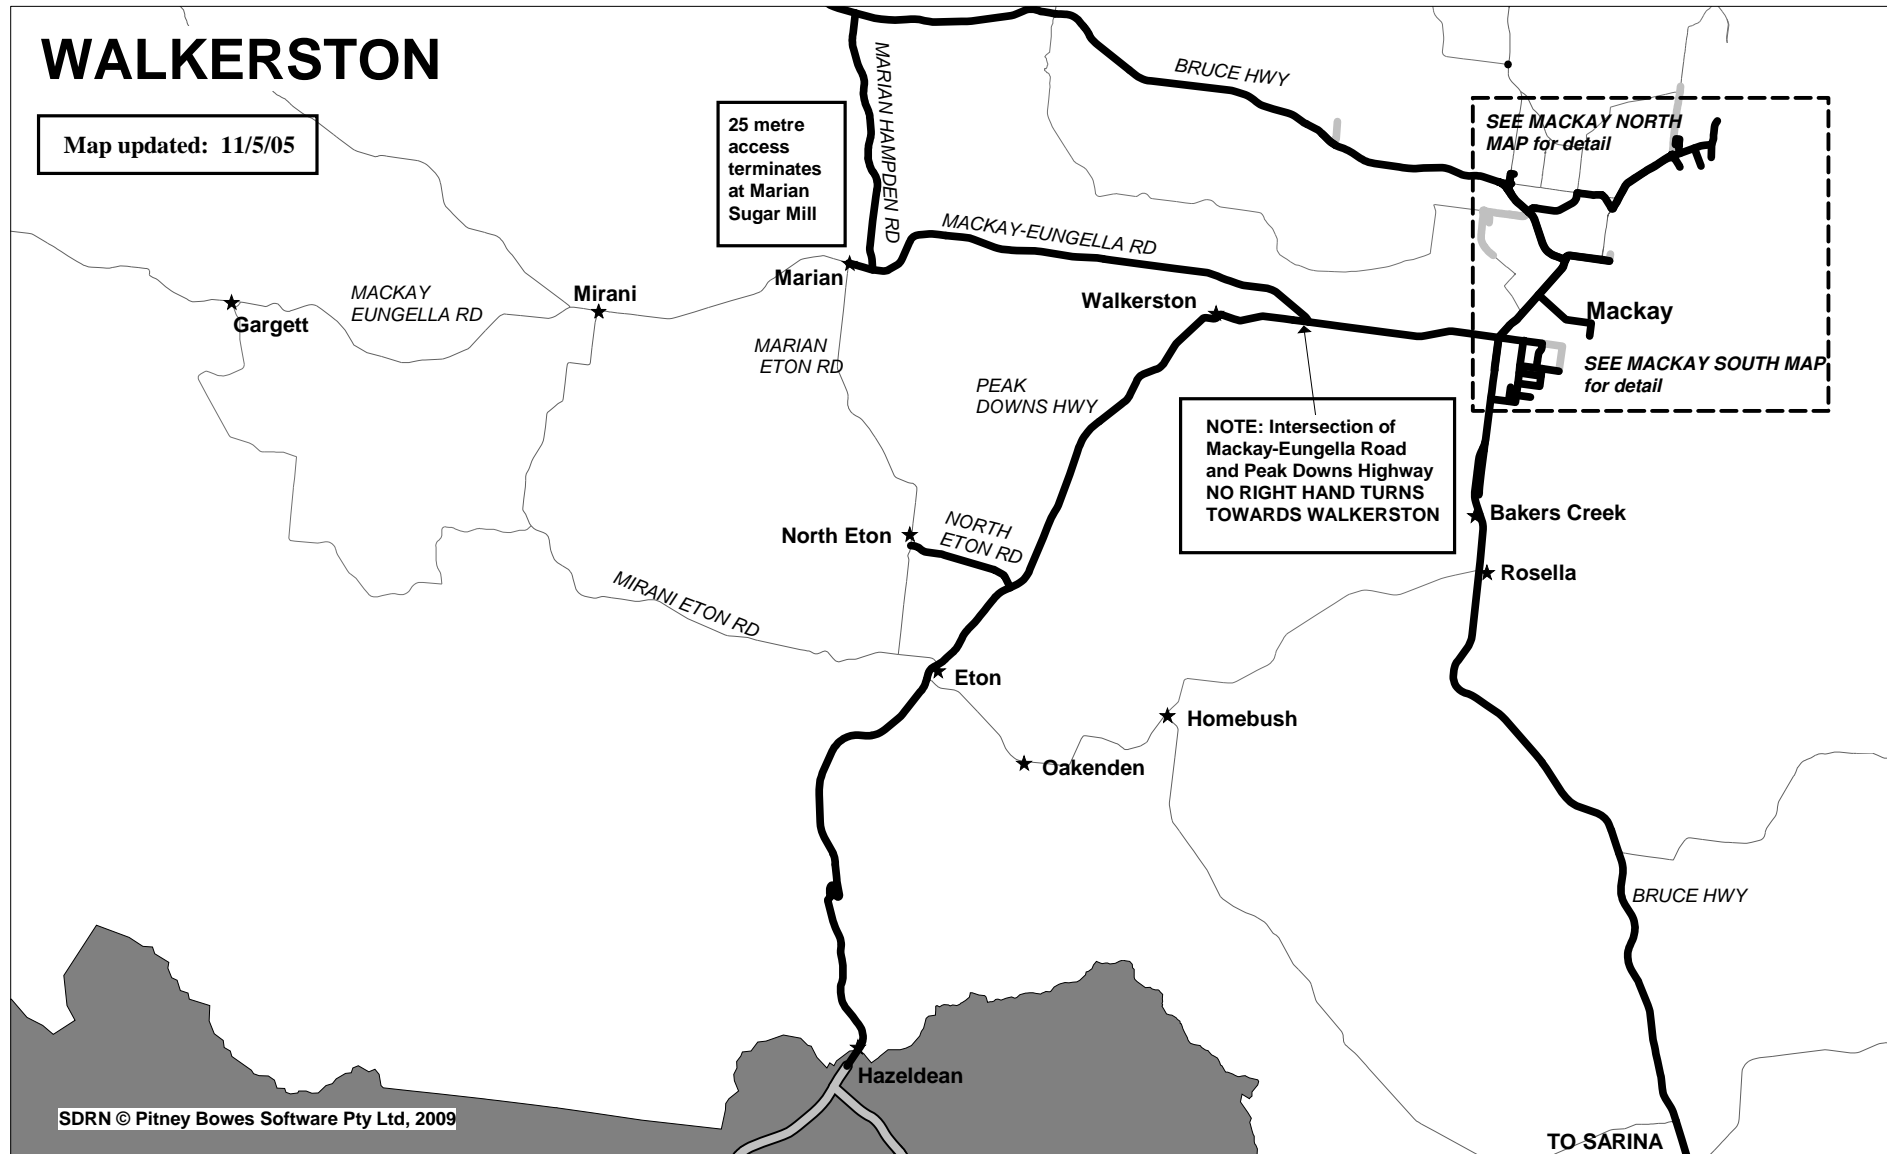 WALKERSTON
Map updated: 11/5/05
25 metre
access
terminates
at Marian
Sugar Mill
MARIAN HAMPDEN RD
BRUCE HWY
SEE MACKAY NORTH
MAP for detail
MACKAY-EUNGELLA RD
Marian
Mirani
MACKAY
EUNGELLA RD
Gargett
Walkerston
Mackay
MARIAN
ETON RD
SEE MACKAY SOUTH MAP
for detail
PEAK
DOWNS HWY
NOTE: Intersection of
Mackay-Eungella Road
and Peak Downs Highway
NO RIGHT HAND TURNS
TOWARDS WALKERSTON
Bakers Creek
North Eton
NORTH
ETON RD
Rosella
MIRANI ETON RD
Eton
Homebush
Oakenden
BRUCE HWY
Hazeldean
SDRN © Pitney Bowes Software Pty Ltd, 2009
TO SARINA